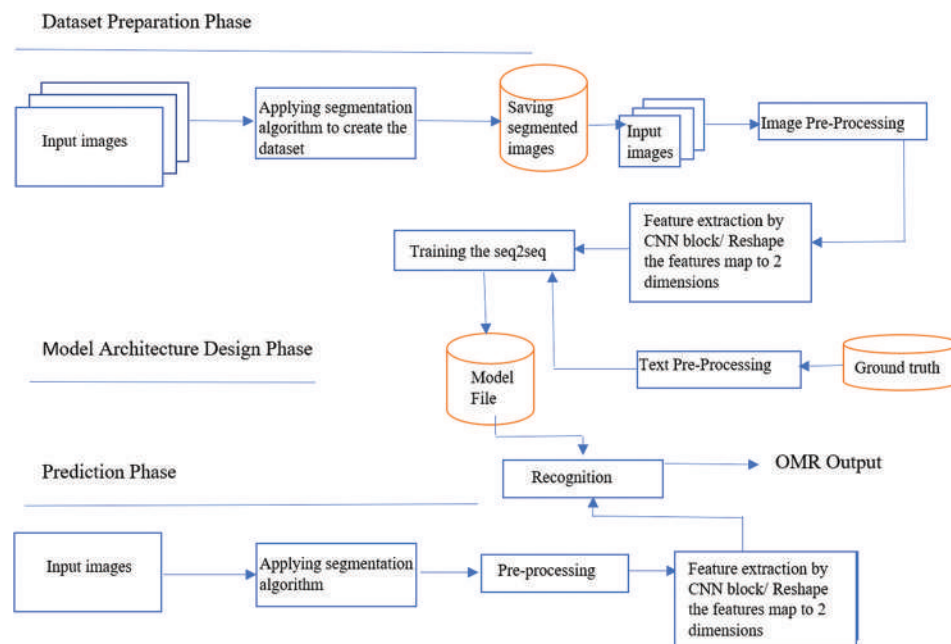 Dataset Preparation Phase
Input images
Applying segmentation
algorithm to create the
dataset
Saving
segmented
images
Input
images
Image Pre-Processing
Feature extraction by
CNN block/ Reshape
the features map to 2
dimensions
Training the seq2seq
Model Architecture Design Phase
Model
File
Text Pre-Processing
Ground truth
Prediction Phase
Recognition
OMR Output
Input images
Applying segmentation
algorithm
Pre-processing
Feature extraction by
CNN block/ Reshape
the features map to 2
dimensions